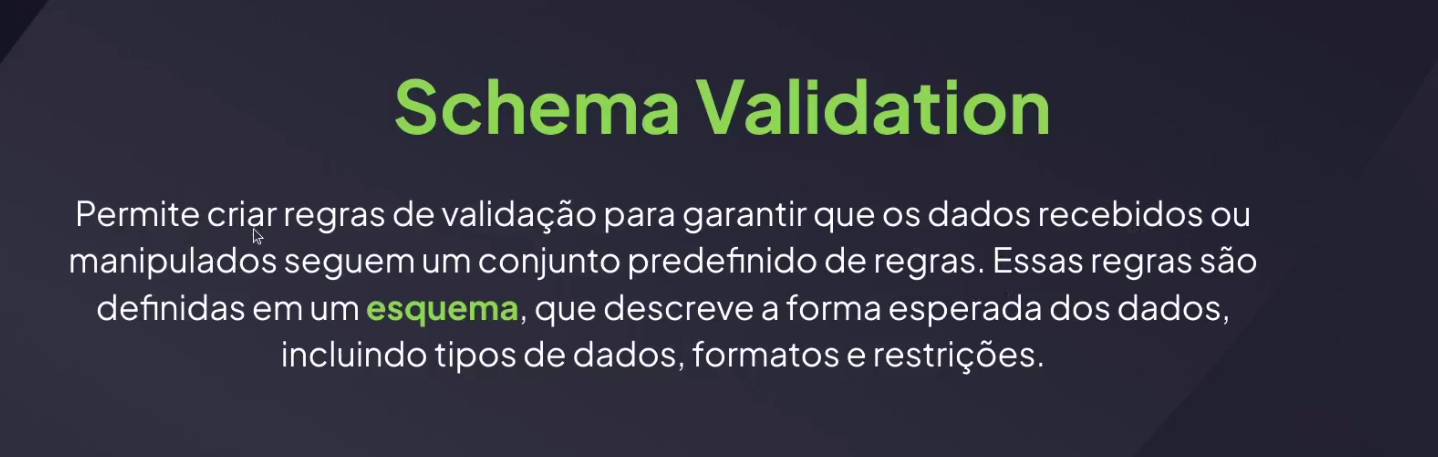 Schema Validation
Permite criar regras de validação para garantir que os dados recebidos ou
manipulados seguem um conjunto predefinido de regras. Essas regras são
definidas em um esquema, que descreve a forma esperada dos dados,
incluindo tipos de dados, formatos e restrições.